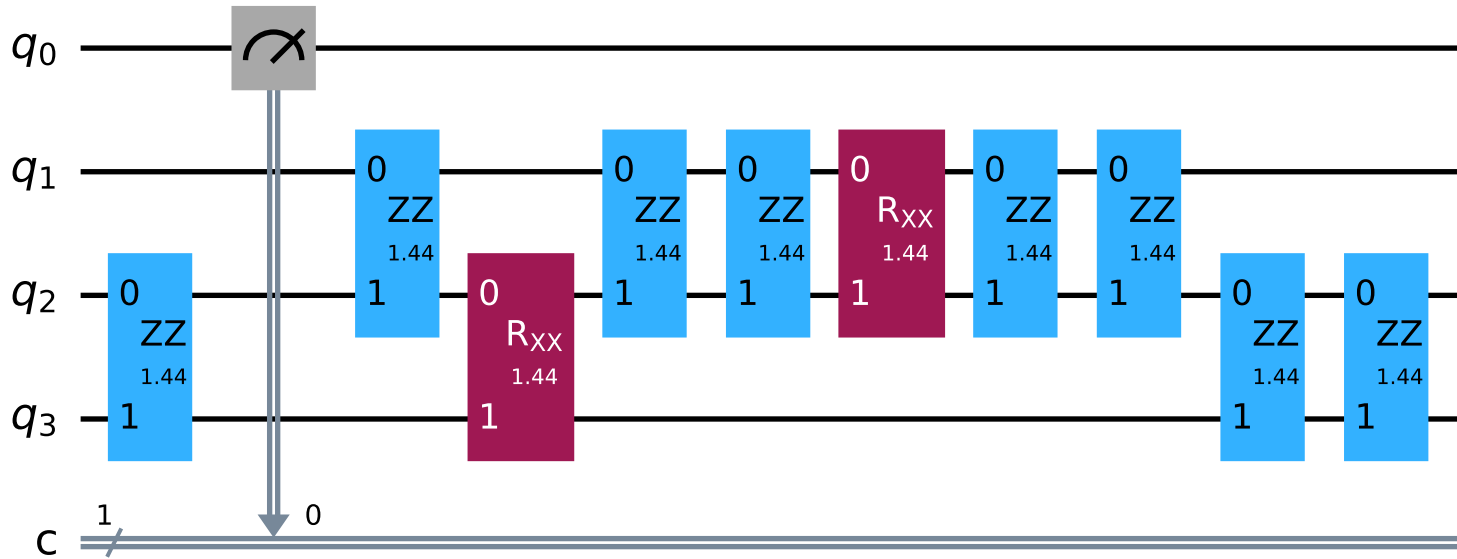 q0
q1
0 0 0 0 0 0
ZZ ZZ ZZ RXX ZZ ZZ
1.44 1.44 1.44 1.44 1.44 1.44
q2
0 1 0 1 1 1 1 1 0 0
ZZ RXX ZZ ZZ
1.44 1.44 1.44 1.44
q3
1 1 1 1
1 0
c